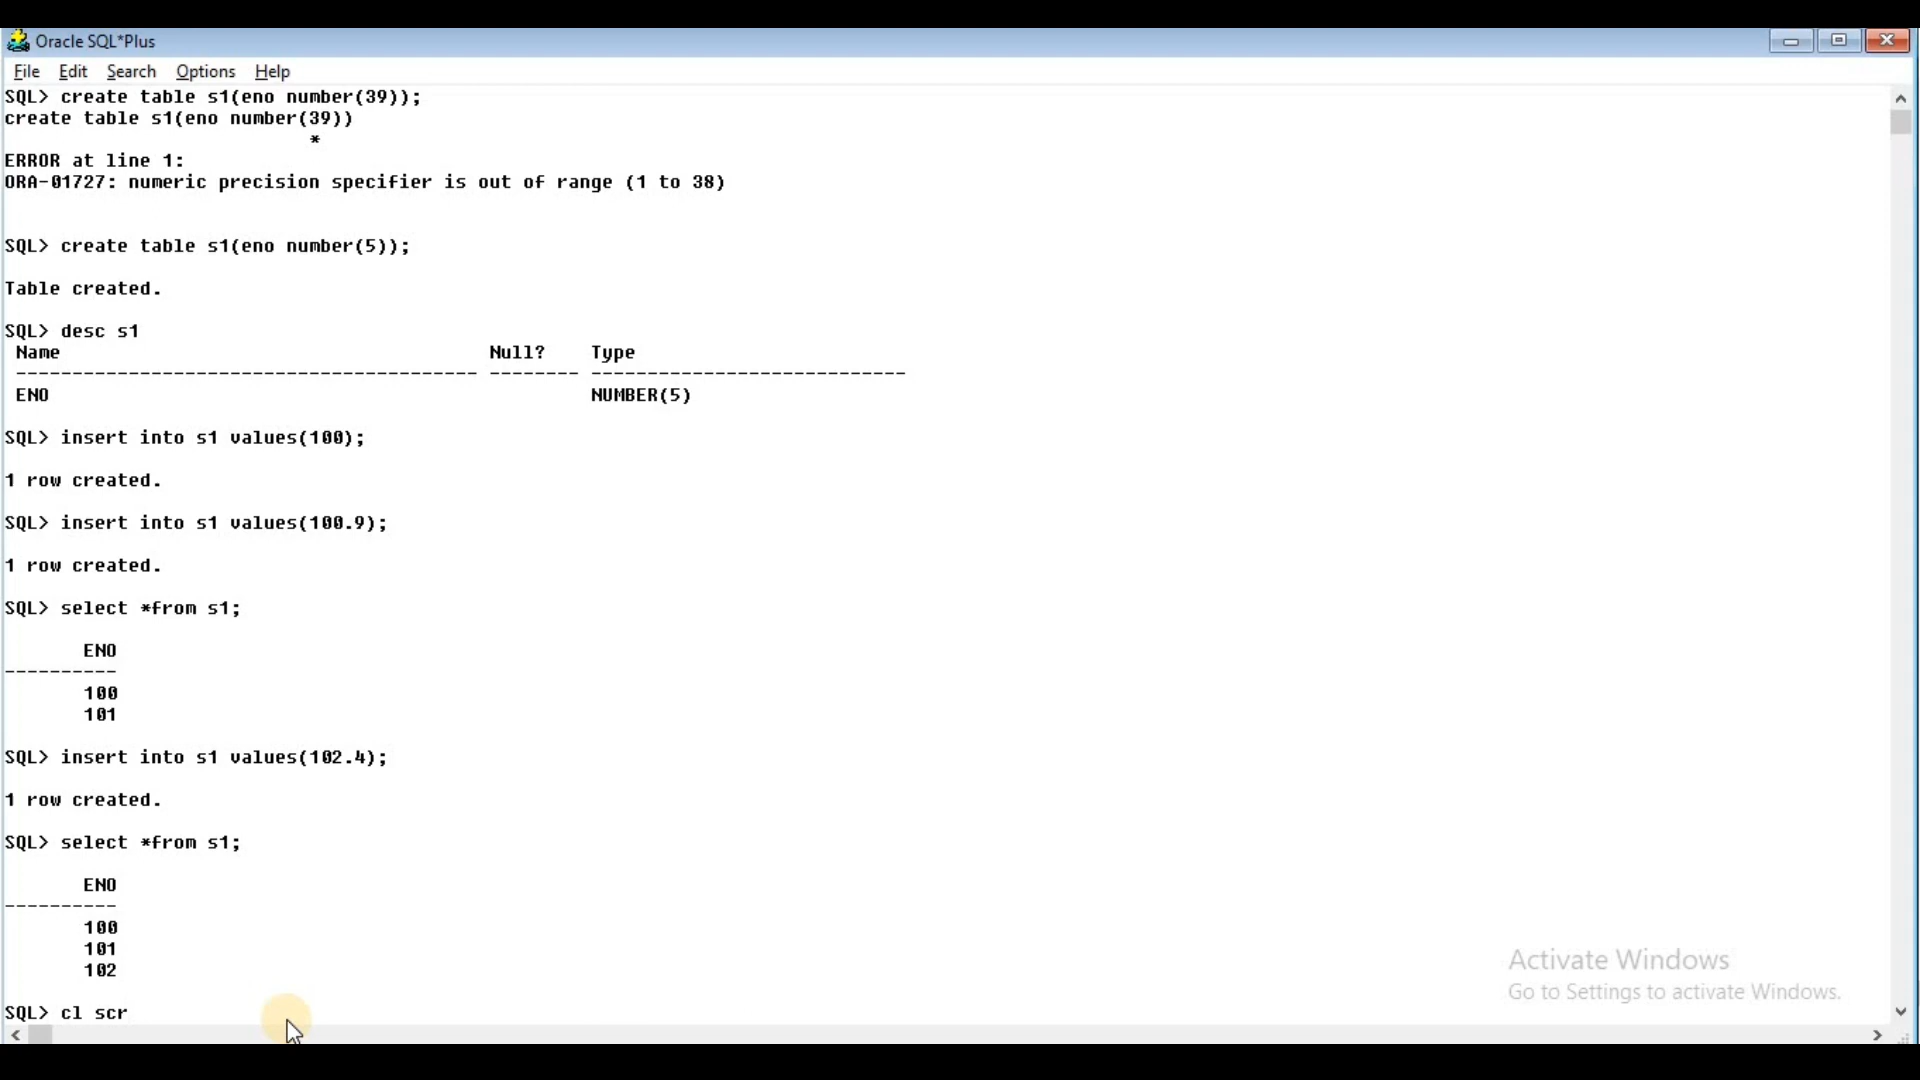 Oracle SQL*Plus
File Edit Search Options Help
SQL> create table s1(eno number(39));
create table s1(eno number(39))
*
ERROR at line 1:
ORA-01727: numeric precision specifier is out of range (1 to 38)
SQL> create table s1(eno number(5));
Table created.
SQL> desc s1
Name Null? Type
----------------------------------------- -------- ----------------------------
ENO NUMBER(5)
SQL> insert into s1 values(100);
1 row created.
SQL> insert into s1 values(100.9);
1 row created.
SQL> select *from s1;
ENO
----------
100
101
SQL> insert into s1 values(102.4);
1 row created.
SQL> select *from s1;
ENO
----------
100
101
102
SQL> cl scr
Activate Windows
Go to Settings to activate Windows.